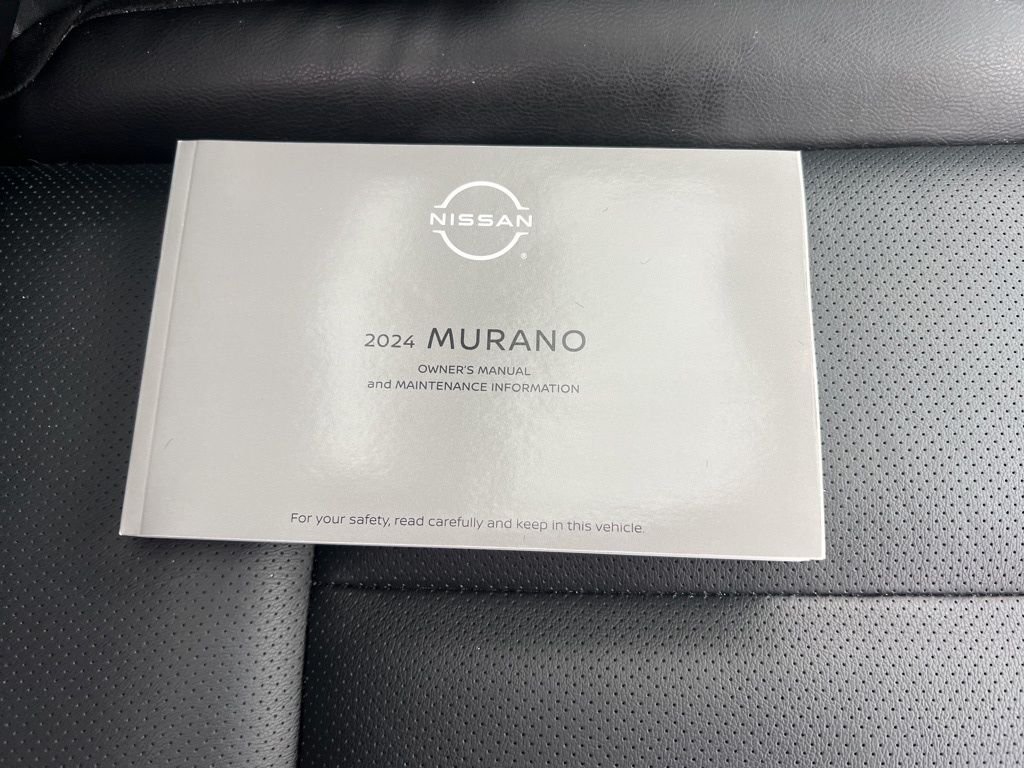 NISSAN
2024 MURANO
OWNER'S MANUAL
and MAINTENANCE INFORMATION
For your safety, read carefully and keep in this vehicle.